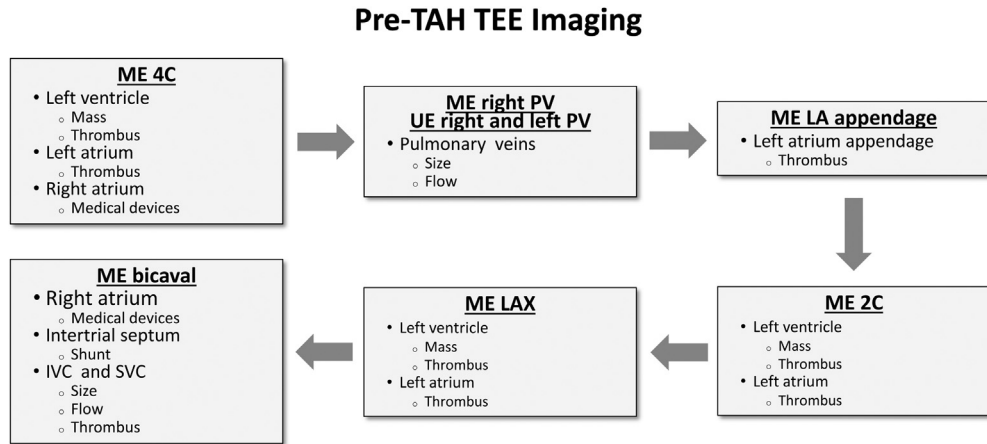 Pre-TAH TEE Imaging
ME 4C
• Left ventricle
o Mass
o Thrombus
• Left atrium
o Thrombus
• Right atrium
o Medical devices
ME right PV
UE right and left PV
• Pulmonary veins
o Size
o Flow
ME LA appendage
• Left atrium appendage
o Thrombus
ME 2C
• Left ventricle
o Mass
o Thrombus
• Left atrium
o Thrombus
ME LAX
• Left ventricle
o Mass
o Thrombus
• Left atrium
o Thrombus
ME bicaval
• Right atrium
o Medical devices
• Intertrial septum
o Shunt
• IVC and SVC
o Size
o Flow
o Thrombus